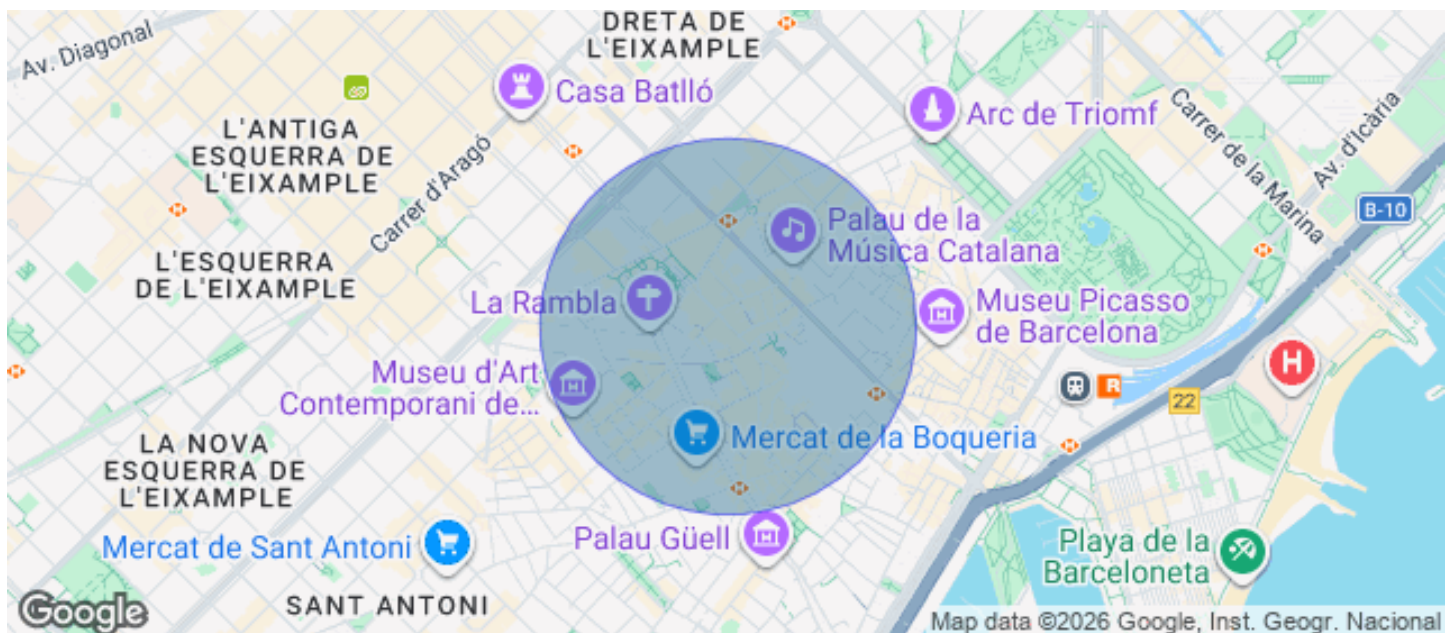 DRETA DE
L'EIXAMPLE
Av. Diagonal
Casa Batlló
Arc de Triomf
Carrer de la Marina
Av. d'Icària
L'ANTIGA
ESQUERRA DE
L'EIXAMPLE
Carrer d'Aragó
B-10
Palau de la
Música Catalana
L'ESQUERRA
DE L'EIXAMPLE
La Rambla
Museu Picasso
de Barcelona
H
Museu d'Art
Contemporani de...
R
22
LA NOVA
ESQUERRA DE
L'EIXAMPLE
Mercat de la Boqueria
Mercat de Sant Antoni
Palau Güell
Playa de la
Barceloneta
SANT ANTONI
Google
Map data ©2026 Google, Inst. Geogr. Nacional